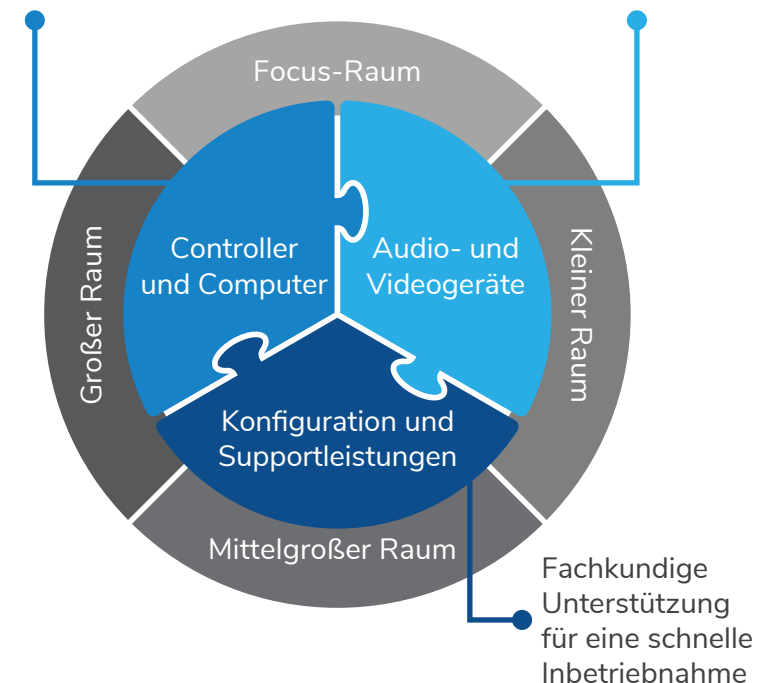 Focus-Raum
Großer Raum
Controller
und Computer
Audio- und
Videogeräte
Kleiner Raum
Konfiguration und
Supportleistungen
Mittelgroßer Raum
Fachkundige
Unterstützung
für eine schnelle
Inbetriebnahme